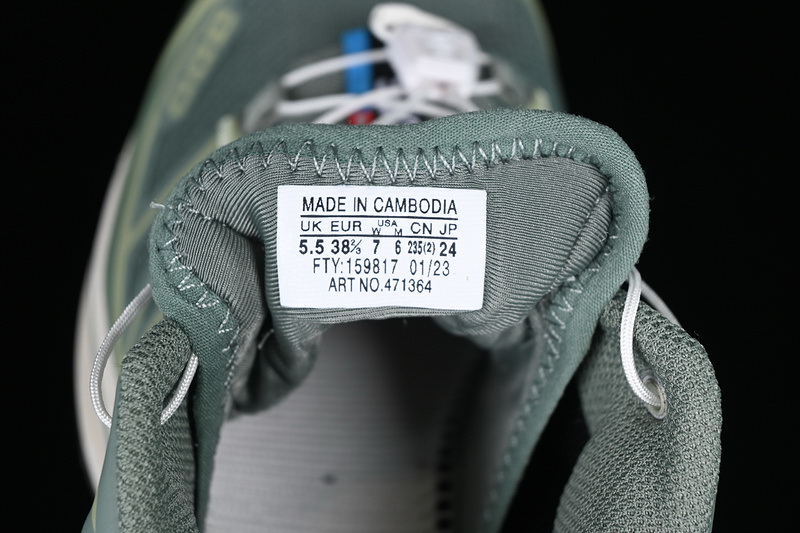 MADE IN CAMBODIA
UK EUR USA W M CN JP
5.5 38⅔ 7 6 235(2) 24
FTY:159817 01/23
ART NO.471364